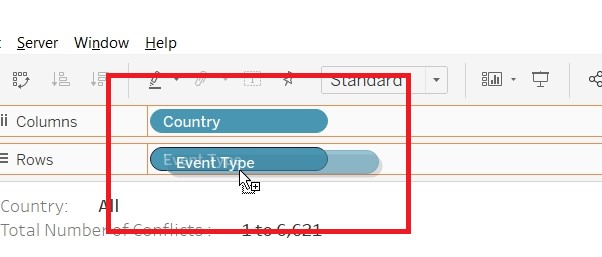 Server Window Help
Standard
Columns Country
Rows Event Type Event Type
Country: All
Total Number of Conflicts : 1 to 6,621